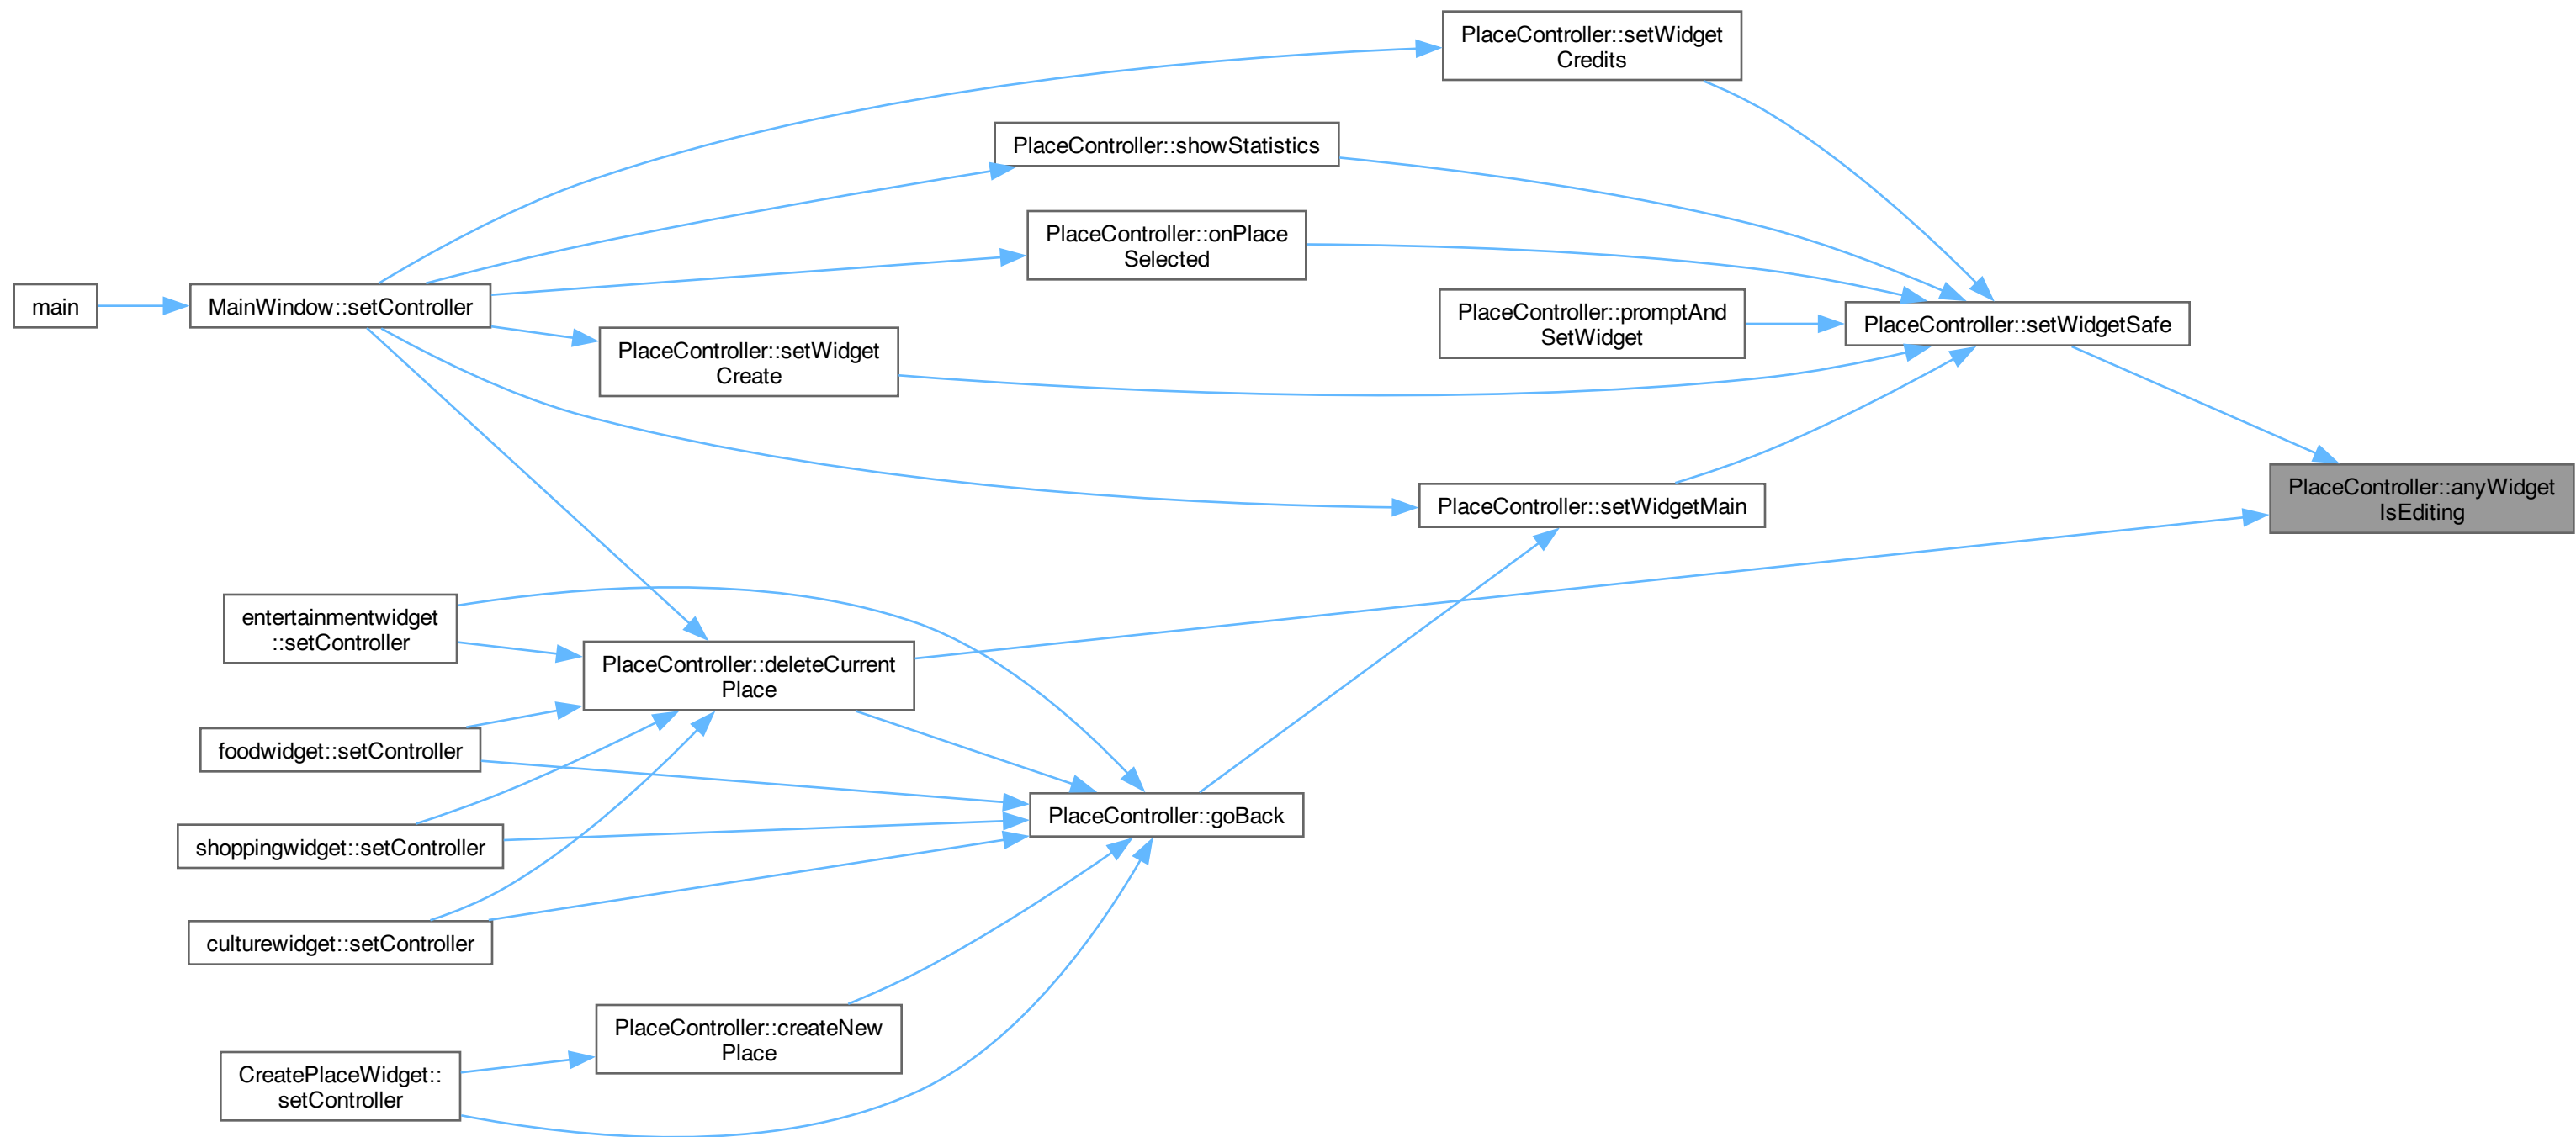 PlaceController::setWidget
Credits
PlaceController::showStatistics
PlaceController::onPlace
Selected
main
MainWindow::setController
PlaceController::promptAnd
SetWidget
PlaceController::setWidgetSafe
PlaceController::setWidget
Create
PlaceController::setWidgetMain
PlaceController::anyWidget
IsEditing
entertainmentwidget
::setController
PlaceController::deleteCurrent
Place
foodwidget::setController
PlaceController::goBack
shoppingwidget::setController
culturewidget::setController
PlaceController::createNew
Place
CreatePlaceWidget::
setController